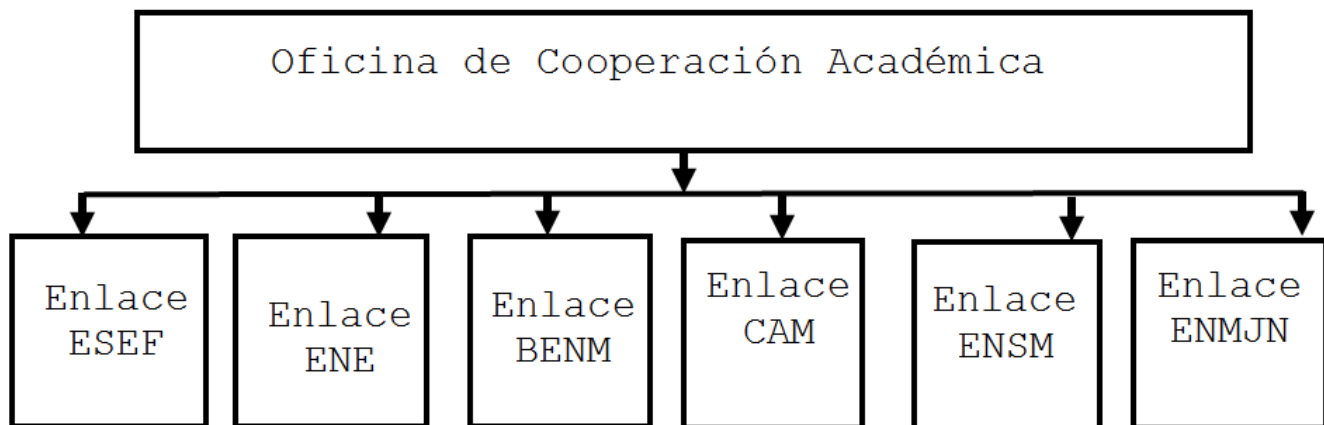 Oficina de Cooperación Académica
Enlace
ESEF
Enlace
ENE
Enlace
BENM
Enlace
CAM
Enlace
ENSM
Enlace
ENMJN